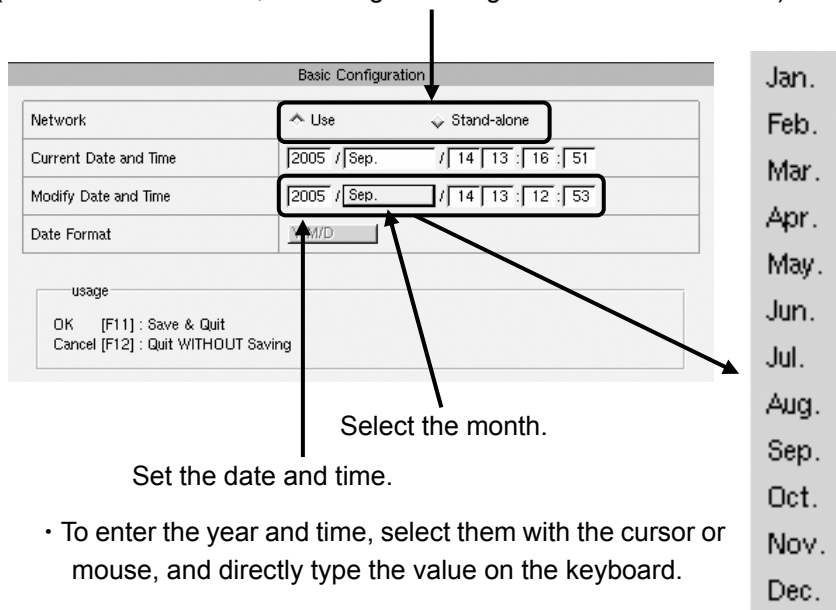 Basic Configuration
Network
Use
Stand-alone
Current Date and Time
2005 / Sep. / 14 13 : 16 : 51
Modify Date and Time
2005 / Sep. / 14 13 : 12 : 53
Date Format
Y/M/D
usage
OK [F11] : Save & Quit
Cancel [F12] : Quit WITHOUT Saving
Select the month.
Set the date and time.
・To enter the year and time, select them with the cursor or
mouse, and directly type the value on the keyboard.
Jan.
Feb.
Mar.
Apr.
May.
Jun.
Jul.
Aug.
Sep.
Oct.
Nov.
Dec.